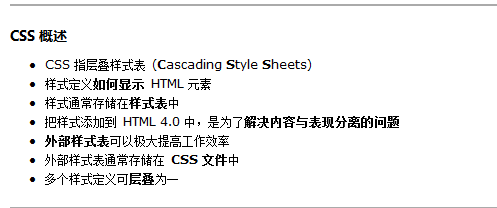 CSS 概述
CSS 指层叠样式表 (Cascading Style Sheets)
样式定义如何显示 HTML 元素
样式通常存储在样式表中
把样式添加到 HTML 4.0 中，是为了解决内容与表现分离的问题
外部样式表可以极大提高工作效率
外部样式表通常存储在 CSS 文件中
多个样式定义可层叠为一